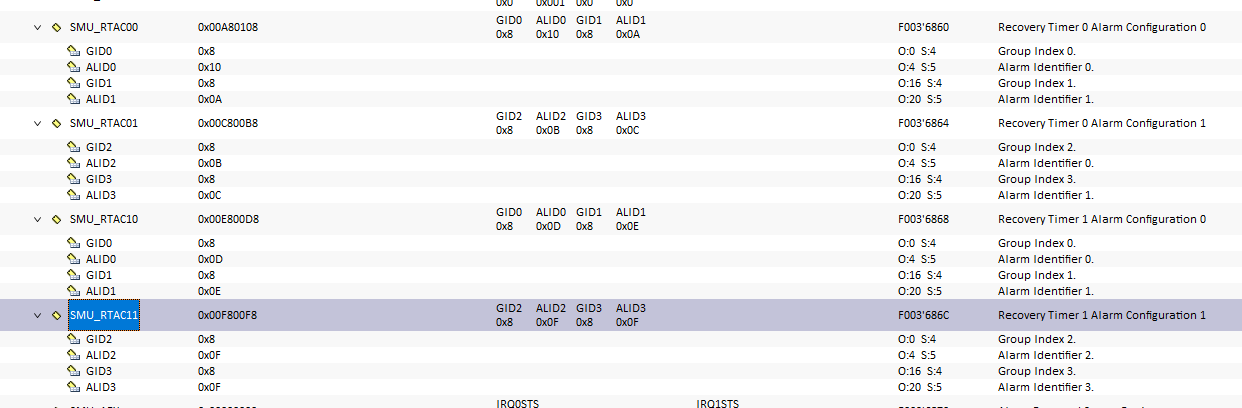 0x0 0x001 0x0 0x0
SMU_RTAC00 0x00A80108 GID0 ALID0 GID1 ALID1 F003'6860 Recovery Timer 0 Alarm Configuration 0
0x8 0x10 0x8 0x0A
GID0 0x8 O:0 S:4 Group Index 0.
ALID0 0x10 O:4 S:5 Alarm Identifier 0.
GID1 0x8 O:16 S:4 Group Index 1.
ALID1 0x0A O:20 S:5 Alarm Identifier 1.
SMU_RTAC01 0x00C800B8 GID2 ALID2 GID3 ALID3 F003'6864 Recovery Timer 0 Alarm Configuration 1
0x8 0x0B 0x8 0x0C
GID2 0x8 O:0 S:4 Group Index 2.
ALID2 0x0B O:4 S:5 Alarm Identifier 0.
GID3 0x8 O:16 S:4 Group Index 3.
ALID3 0x0C O:20 S:5 Alarm Identifier 1.
SMU_RTAC10 0x00E800D8 GID0 ALID0 GID1 ALID1 F003'6868 Recovery Timer 1 Alarm Configuration 0
0x8 0x0D 0x8 0x0E
GID0 0x8 O:0 S:4 Group Index 0.
ALID0 0x0D O:4 S:5 Alarm Identifier 0.
GID1 0x8 O:16 S:4 Group Index 1.
ALID1 0x0E O:20 S:5 Alarm Identifier 1.
SMU_RTAC11 0x00F800F8 GID2 ALID2 GID3 ALID3 F003'686C Recovery Timer 1 Alarm Configuration 1
0x8 0x0F 0x8 0x0F
GID2 0x8 O:0 S:4 Group Index 2.
ALID2 0x0F O:4 S:5 Alarm Identifier 2.
GID3 0x8 O:16 S:4 Group Index 3.
ALID3 0x0F O:20 S:5 Alarm Identifier 3.
IRQ0STS IRQ1STS